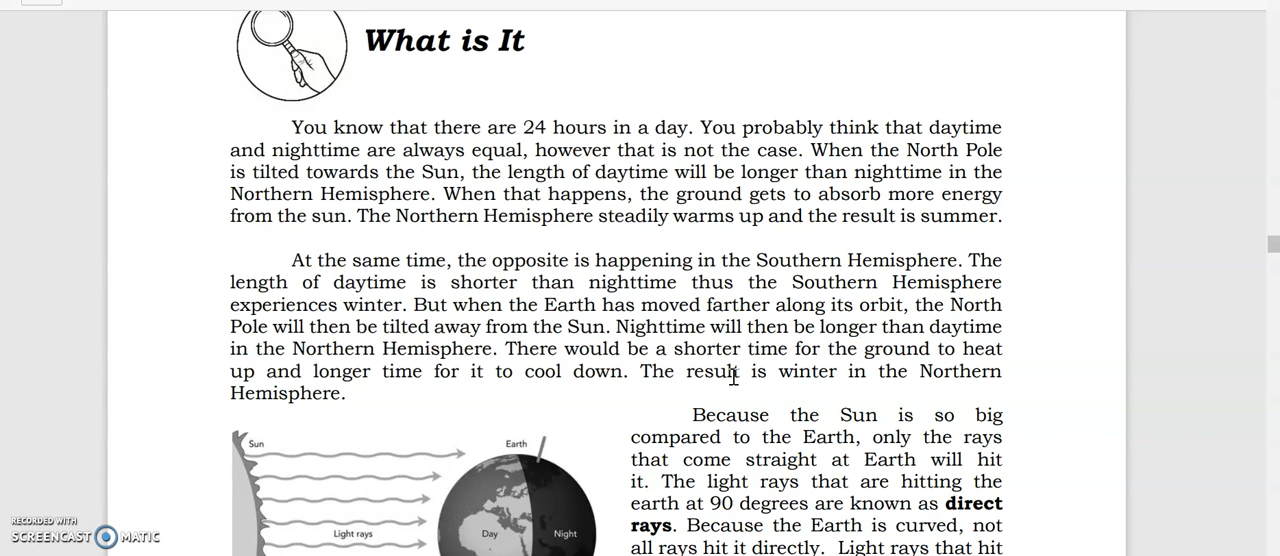 What is It
You know that there are 24 hours in a day. You probably think that daytime
and nighttime are always equal, however that is not the case. When the North Pole
is tilted towards the Sun, the length of daytime will be longer than nighttime in the
Northern Hemisphere. When that happens, the ground gets to absorb more energy
from the sun. The Northern Hemisphere steadily warms up and the result is summer.
At the same time, the opposite is happening in the Southern Hemisphere. The
length of daytime is shorter than nighttime thus the Southern Hemisphere
experiences winter. But when the Earth has moved farther along its orbit, the North
Pole will then be tilted away from the Sun. Nighttime will then be longer than daytime
in the Northern Hemisphere. There would be a shorter time for the ground to heat
up and longer time for it to cool down. The result is winter in the Northern
Hemisphere.
Because the Sun is so big
compared to the Earth, only the rays
that come straight at Earth will hit
it. The light rays that are hitting the
earth at 90 degrees are known as direct
rays. Because the Earth is curved, not
all rays hit it directly. Light rays that hit
Sun
Earth
Light rays
Day
Night
RECORDED WITH
SCREENCAST MATIC